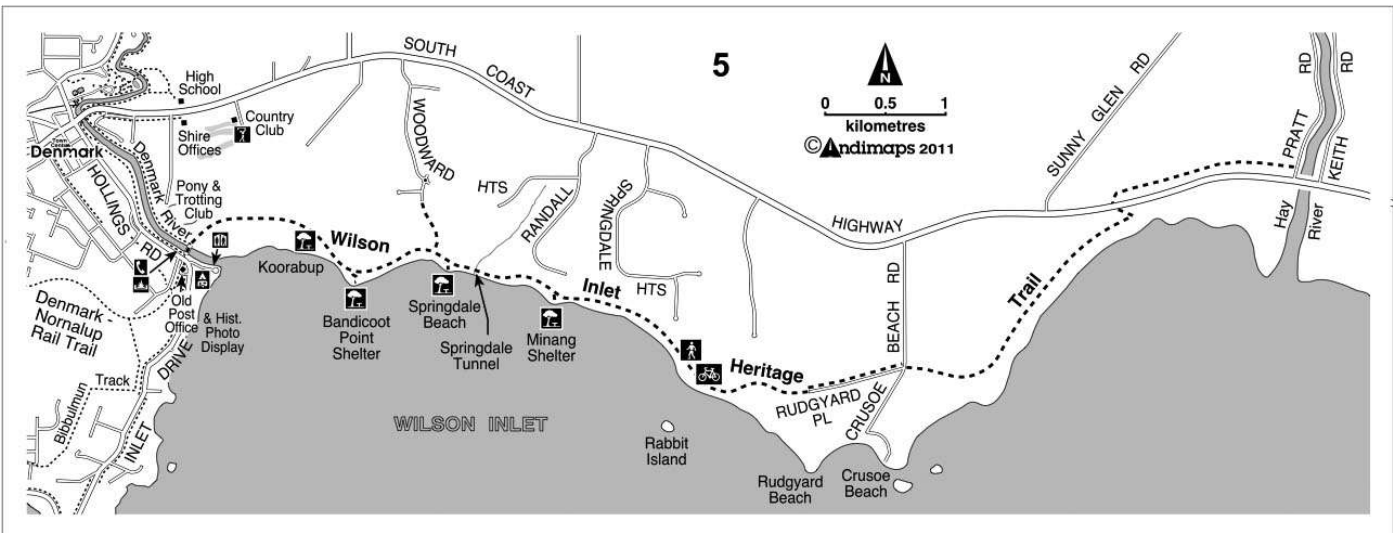 5
N
0 0.5 1
kilometres
©Andimaps 2011
SOUTH
COAST
HIGHWAY
High
School
Shire
Offices
Country
Club
Town
Centre
Denmark
HOLLINGS
RD
Denmark
River
Pony &
Trotting
Club
WOODWARD
HTS
RANDALL
SPRINGDALE
HTS
SUNNY GLEN RD
PRATT
RD
KEITH
RD
Hay
River
Wilson
Inlet
Heritage
Trail
Koorabup
Bandicoot
Point
Shelter
Springdale
Beach
Springdale
Tunnel
Minang
Shelter
BEACH RD
RUDGYARD
PL
CRUSOE
Denmark -
Nornalup
Rail Trail
Old
Post
Office
& Hist.
Photo
Display
Bibbulmun
Track
INLET
DRIVE
WILSON INLET
Rabbit
Island
Rudgyard
Beach
Crusoe
Beach